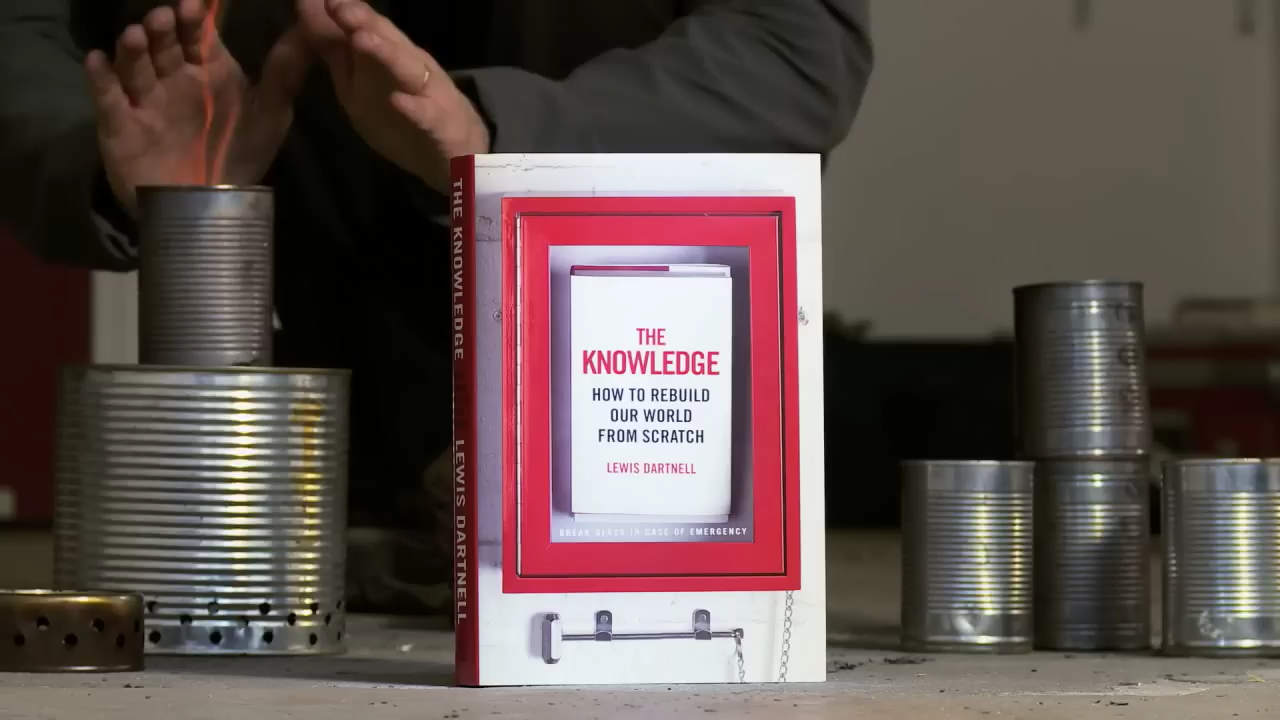 THE KNOWLEDGE LEWIS DARTNELL
THE
KNOWLEDGE
HOW TO REBUILD
OUR WORLD
FROM SCRATCH
LEWIS DARTNELL
BREAK GLASS IN CASE OF EMERGENCY